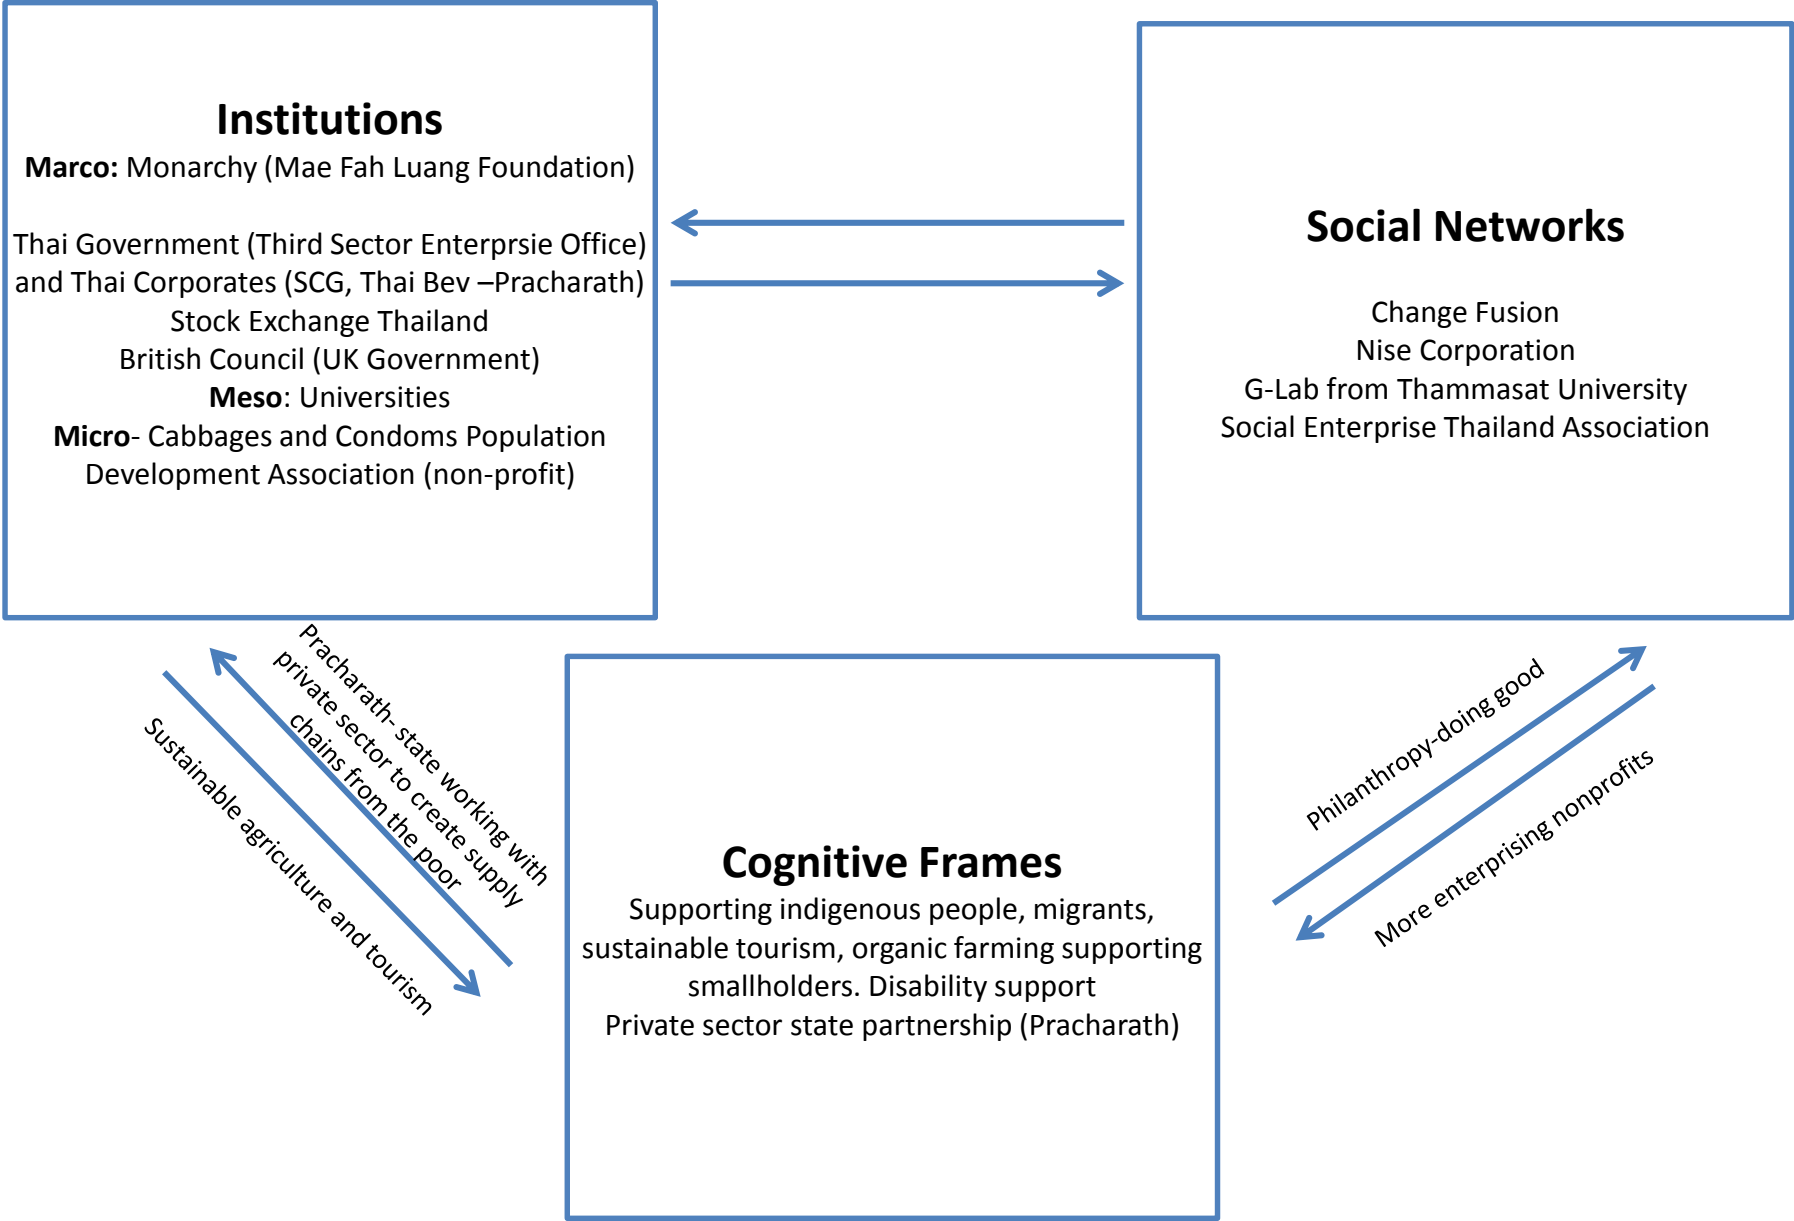 Institutions
Marco: Monarchy (Mae Fah Luang Foundation)
Thai Government (Third Sector Enterprsie Office)
and Thai Corporates (SCG, Thai Bev –Pracharath)
Stock Exchange Thailand
British Council (UK Government)
Meso: Universities
Micro- Cabbages and Condoms Population
Development Association (non-profit)
Social Networks
Change Fusion
Nise Corporation
G-Lab from Thammasat University
Social Enterprise Thailand Association
Pracharath- state working with
private sector to create supply
chains from the poor
Sustainable agriculture and tourism
Cognitive Frames
Supporting indigenous people, migrants,
sustainable tourism, organic farming supporting
smallholders. Disability support
Private sector state partnership (Pracharath)
Philanthropy-doing good
More enterprising nonprofits